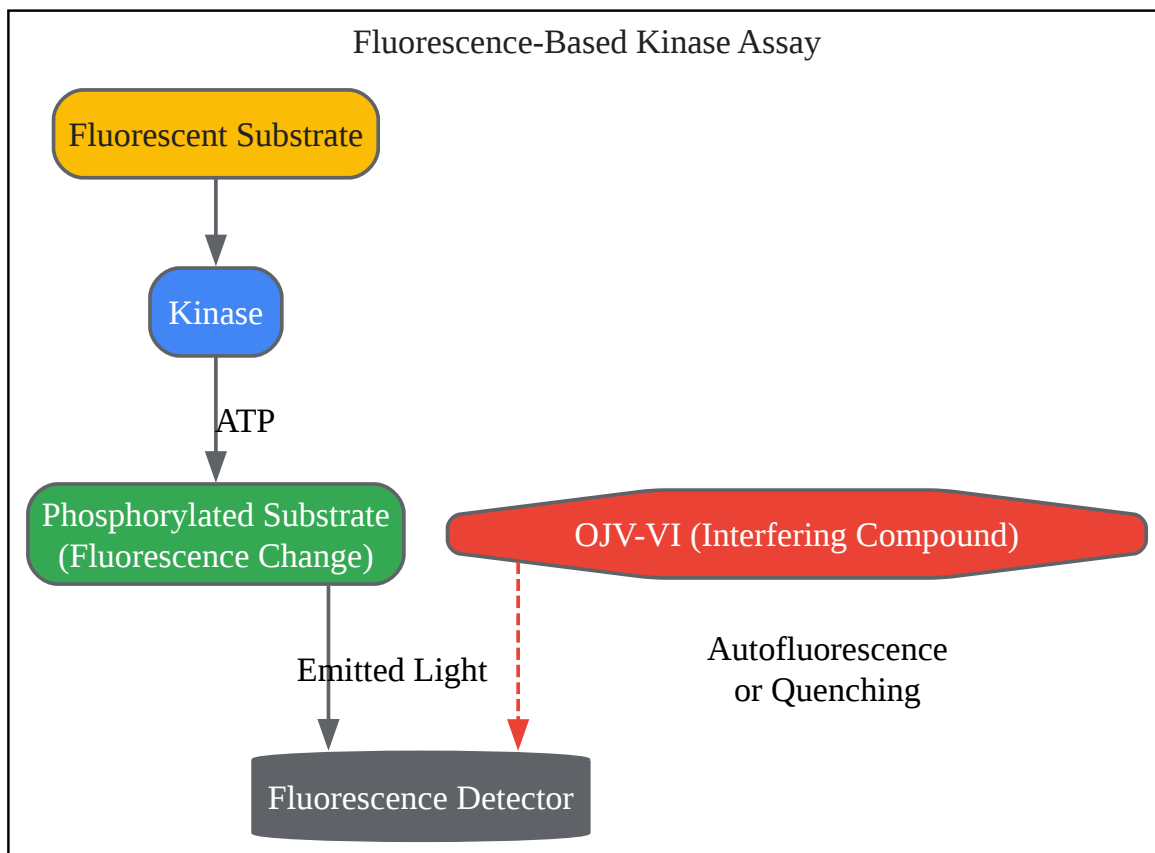 Fluorescence-Based Kinase Assay
Fluorescent Substrate
Kinase
ATP
Phosphorylated Substrate
(Fluorescence Change)
OJV-VI (Interfering Compound)
Emitted Light
Autofluorescence
or Quenching
Fluorescence Detector